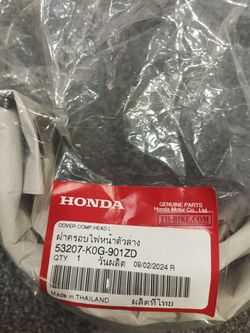 HONDA
GENUINE PARTS
Honda Motor Co., Ltd.
TH-BIKE.COM
COVER COMP,HEAD L
ฝาครอบไฟหน้าตัวล่าง
53207-K0G-901ZD
QTY 1 วันผลิต 09/02/2024 R
MADE IN THAILAND ผลิตที่ไทย